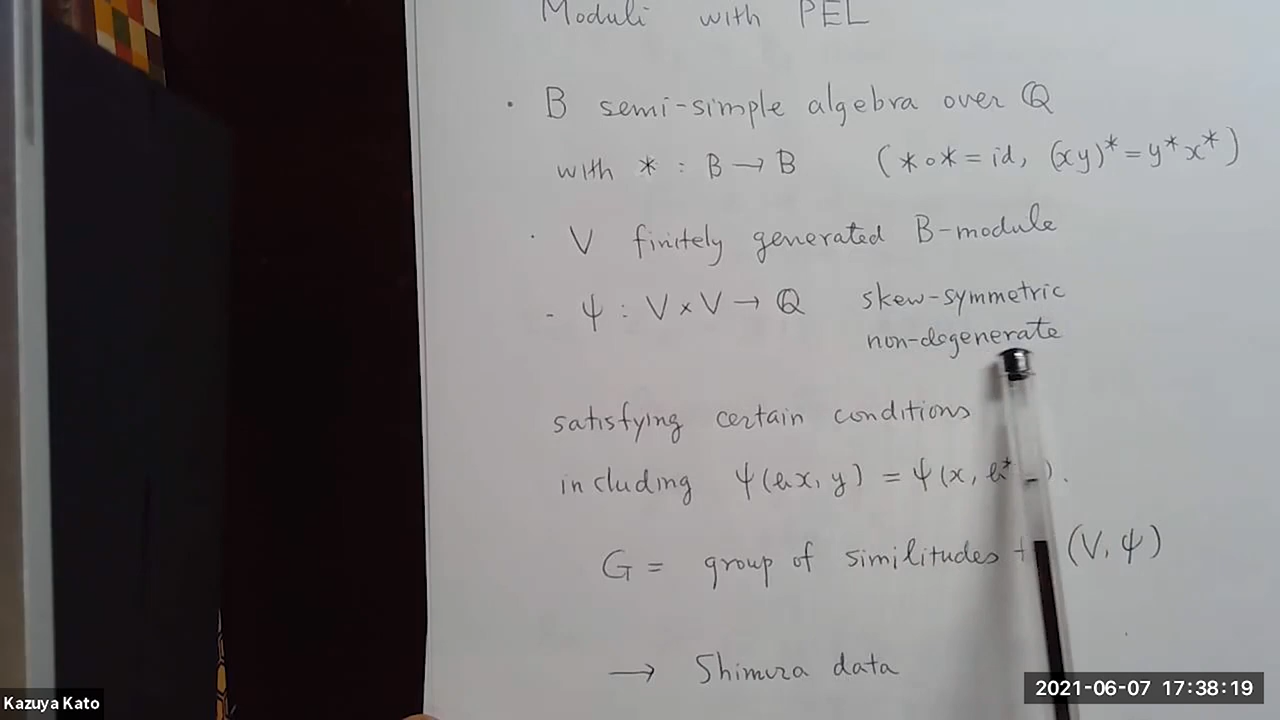 Moduli with PEL
· B semi-simple algebra over ℚ
with * : B → B (*∘* = id, (xy)* = y*x*)
· V finitely generated B-module
- ψ : V × V → ℚ skew-symmetric
non-degenerate
satisfying certain conditions
including ψ(bx, y) = ψ(x, b* ).
G = group of similitudes (V, ψ)
→ Shimura data
Kazuya Kato
2021-06-07 17:38:19